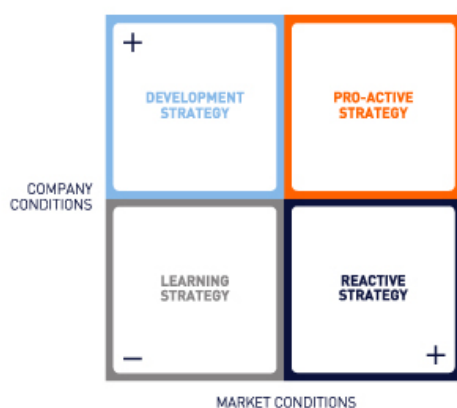 +
DEVELOPMENT
STRATEGY
PRO-ACTIVE
STRATEGY
COMPANY
CONDITIONS
LEARNING
STRATEGY
REACTIVE
STRATEGY
–
+
MARKET CONDITIONS